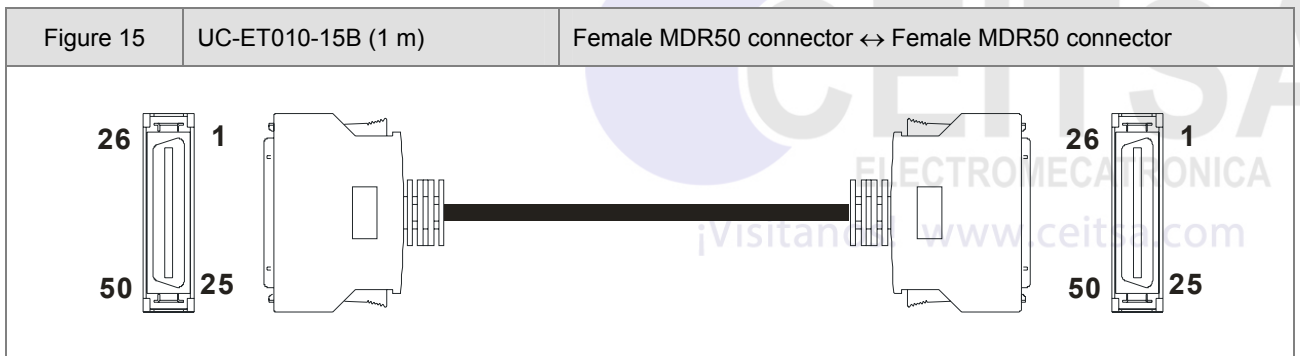 Figure 15 UC-ET010-15B (1 m) Female MDR50 connector ↔ Female MDR50 connector
CEITSA
26 1 26 1
ELECTROMECATRONICA
¡Visitanos! www.ceitsa.com
50 25 50 25